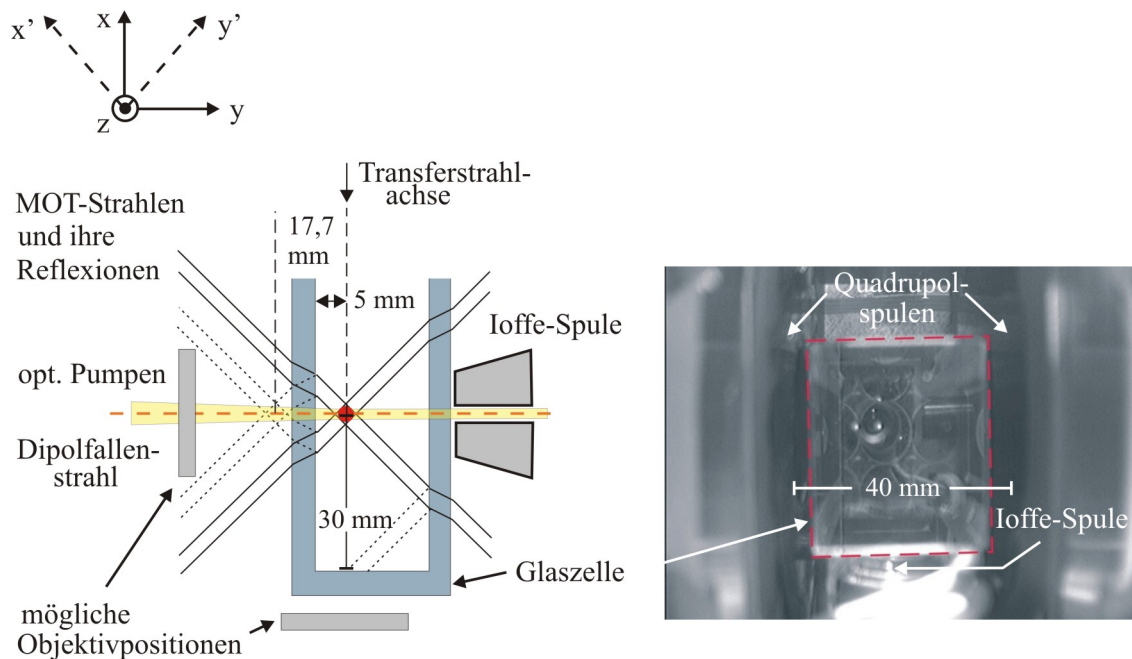 x'
x
y'
z
y
Transferstrahl-
achse
MOT-Strahlen
und ihre
Reflexionen
17,7
mm
5 mm
Ioffe-Spule
opt. Pumpen
Dipolfallen-
strahl
30 mm
Glaszelle
mögliche
Objektivpositionen
Quadrupol-
spulen
40 mm
Ioffe-Spule